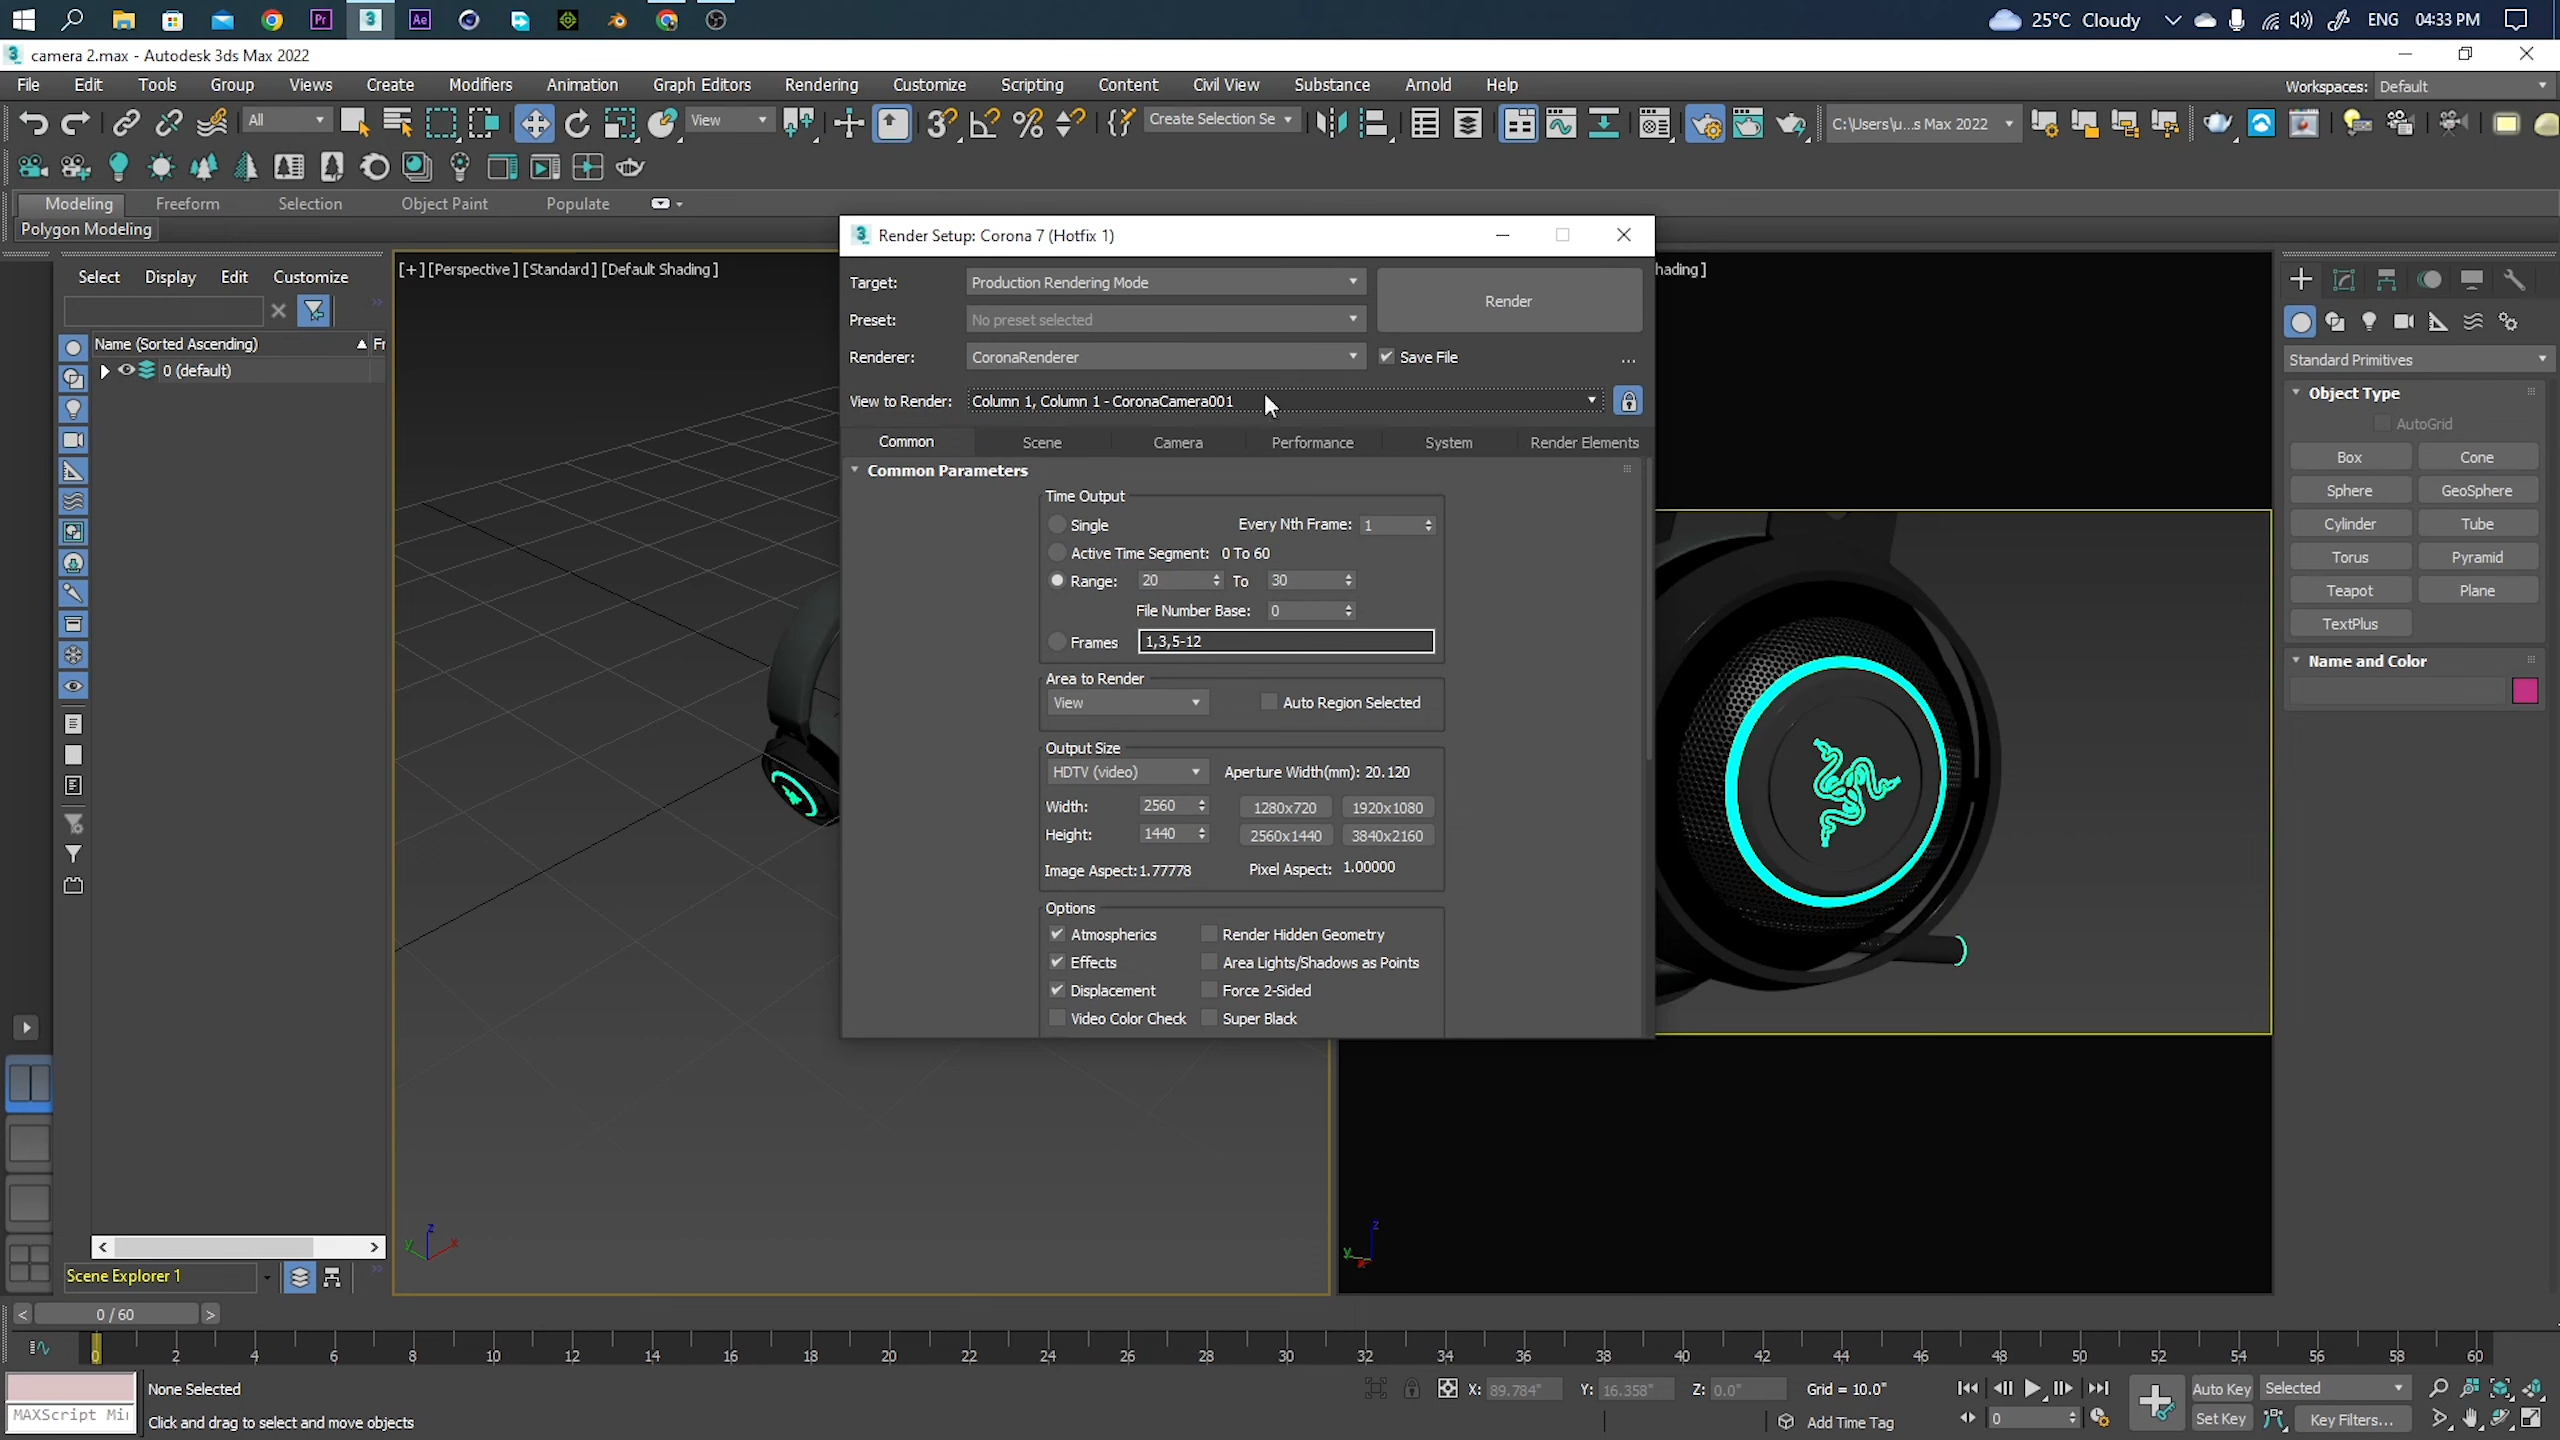 25°C Cloudy
ENG
04:33 PM
camera 2.max - Autodesk 3ds Max 2022
File Edit Tools Group Views Create Modifiers Animation Graph Editors Rendering Customize Scripting Content Civil View Substance Arnold Help
Workspaces: Default
All
View
Create Selection Se
C:\Users\u...s Max 2022
Modeling Freeform Selection Object Paint Populate
Polygon Modeling
Select Display Edit Customize
Name (Sorted Ascending)
Fr
0 (default)
[+] [Perspective] [Standard] [Default Shading]
Render Setup: Corona 7 (Hotfix 1)
Target: Production Rendering Mode
Render
Preset: No preset selected
Renderer: CoronaRenderer
Save File
...
View to Render: Column 1, Column 1 - CoronaCamera001
Common Scene Camera Performance System Render Elements
Common Parameters
Time Output
Single
Every Nth Frame: 1
Active Time Segment: 0 To 60
Range: 20 To 30
File Number Base: 0
Frames 1,3,5-12
Area to Render
View
Auto Region Selected
Output Size
HDTV (video)
Aperture Width(mm): 20.120
Width: 2560
1280x720 1920x1080
Height: 1440
2560x1440 3840x2160
Image Aspect:1.77778
Pixel Aspect: 1.00000
Options
Atmospherics
Render Hidden Geometry
Effects
Area Lights/Shadows as Points
Displacement
Force 2-Sided
Video Color Check
Super Black
hading ]
Standard Primitives
Object Type
AutoGrid
Box Cone
Sphere GeoSphere
Cylinder Tube
Torus Pyramid
Teapot Plane
TextPlus
Name and Color
z
y x
z
y x
Scene Explorer 1
< 0 / 60 >
0 2 4 6 8 10 12 14 16 18 20 22 24 26 28 30 32 34 36 38 40 42 44 46 48 50 52 54 56 58 60
None Selected
X: 89.784" Y: 16.358" Z: 0.0"
Grid = 10.0"
Auto Key Selected
MAXScript Mi
Click and drag to select and move objects
Add Time Tag
0
Set Key Key Filters...